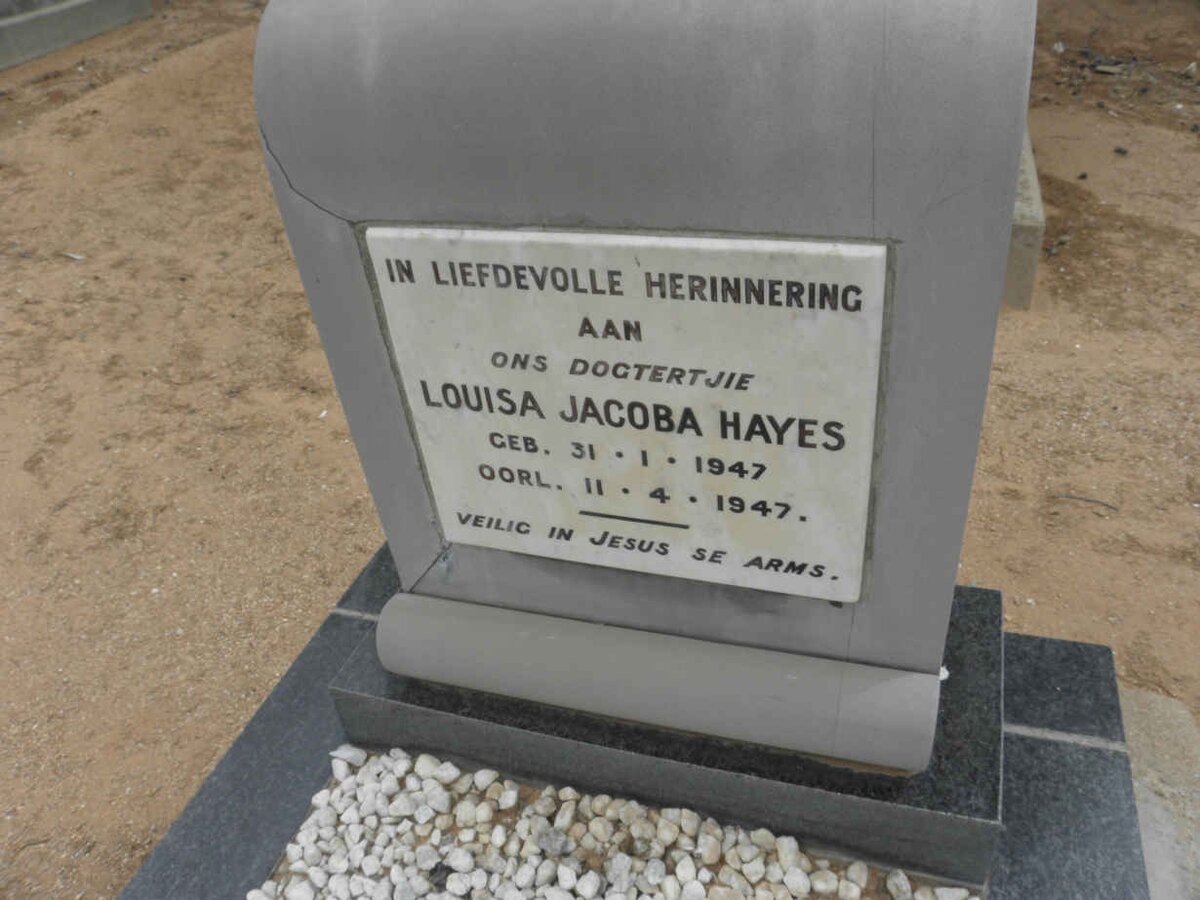 IN LIEFDEVOLLE HERINNERING
AAN
ONS DOGTERTJIE
LOUISA JACOBA HAYES
GEB. 31 · 1 · 1947
OORL. 11 · 4 · 1947.
VEILIG IN JESUS SE ARMS.